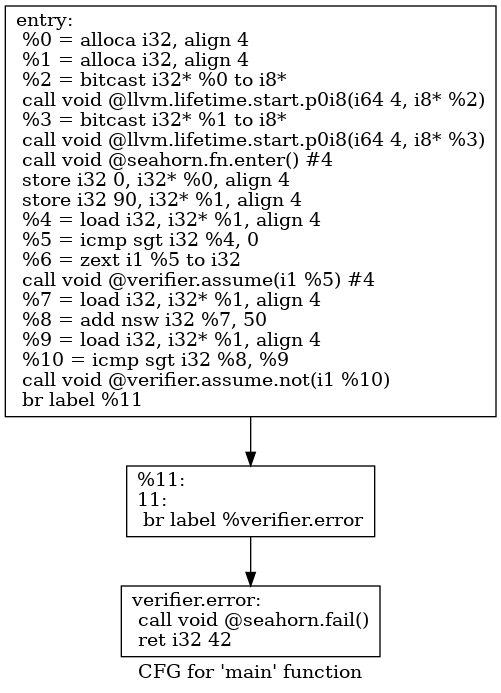 entry:
%0 = alloca i32, align 4
%1 = alloca i32, align 4
%2 = bitcast i32* %0 to i8*
call void @llvm.lifetime.start.p0i8(i64 4, i8* %2)
%3 = bitcast i32* %1 to i8*
call void @llvm.lifetime.start.p0i8(i64 4, i8* %3)
call void @seahorn.fn.enter() #4
store i32 0, i32* %0, align 4
store i32 90, i32* %1, align 4
%4 = load i32, i32* %1, align 4
%5 = icmp sgt i32 %4, 0
%6 = zext i1 %5 to i32
call void @verifier.assume(i1 %5) #4
%7 = load i32, i32* %1, align 4
%8 = add nsw i32 %7, 50
%9 = load i32, i32* %1, align 4
%10 = icmp sgt i32 %8, %9
call void @verifier.assume.not(i1 %10)
br label %11
%11:
11:
br label %verifier.error
verifier.error:
call void @seahorn.fail()
ret i32 42
CFG for 'main' function